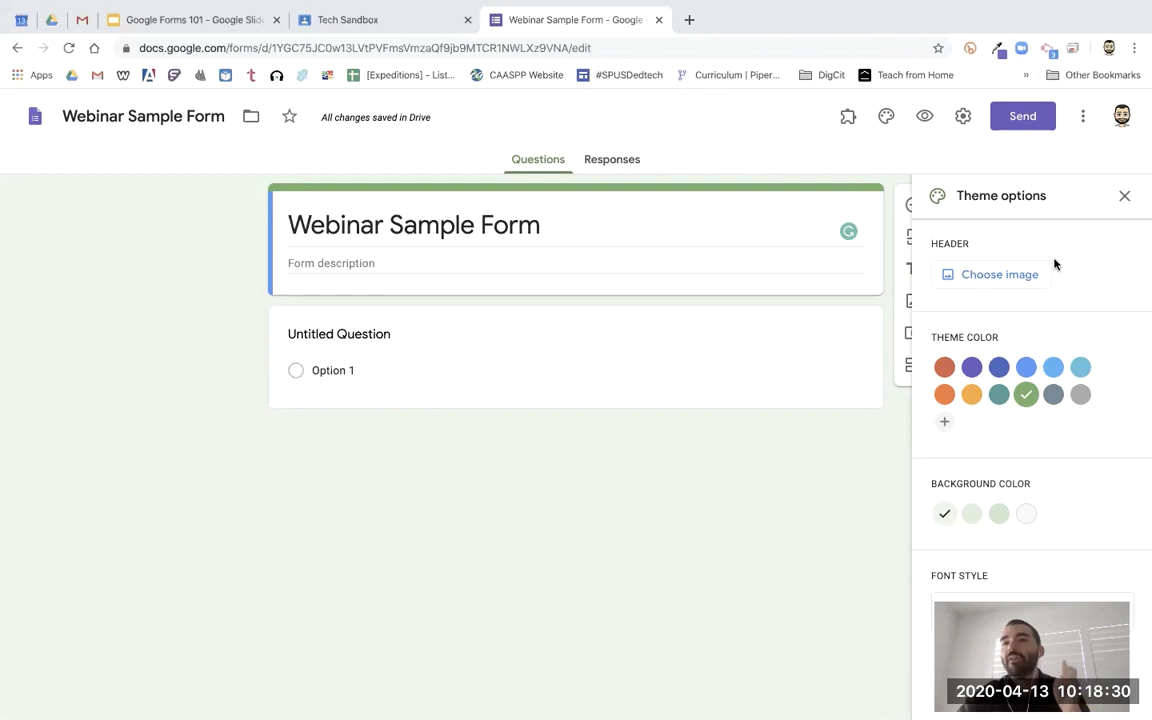 Google Forms 101 - Google Slid
Tech Sandbox
Webinar Sample Form - Google
docs.google.com/forms/d/1YGC75JC0w13LVtPVFmsVmzaQf9jb9MTCR1NWLXz9VNA/edit
Apps
[Expeditions] - List...
CAASPP Website
#SPUSDedtech
Curriculum | Piper...
DigCit
Teach from Home
»
Other Bookmarks
Webinar Sample Form
All changes saved in Drive
Send
Questions
Responses
Webinar Sample Form
Form description
Untitled Question
Option 1
Theme options
HEADER
Choose image
THEME COLOR
BACKGROUND COLOR
FONT STYLE
2020-04-13 10:18:30